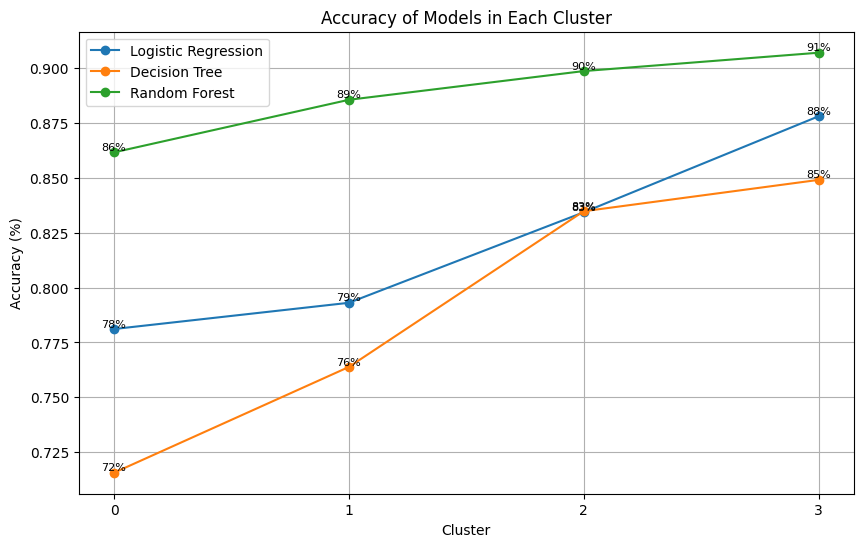 Accuracy of Models in Each Cluster
Logistic Regression
Decision Tree
Random Forest
Accuracy (%)
0.900
0.875
0.850
0.825
0.800
0.775
0.750
0.725
86%
89%
90%
91%
78%
79%
83%
88%
72%
76%
83%
85%
0 1 2 3
Cluster